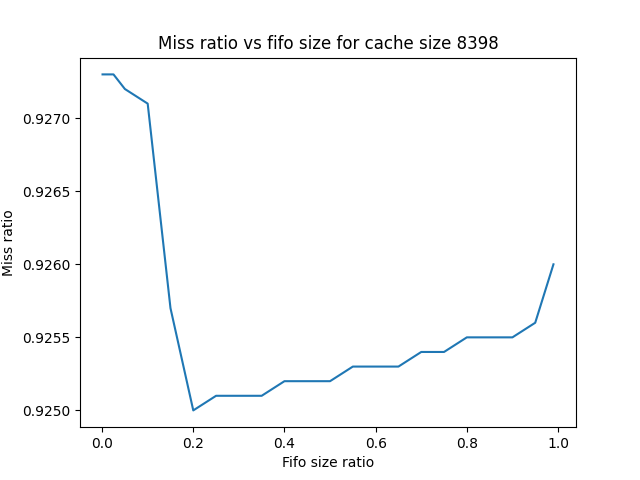 Miss ratio vs fifo size for cache size 8398
0.9270
0.9265
0.9260
0.9255
0.9250
Miss ratio
0.0 0.2 0.4 0.6 0.8 1.0
Fifo size ratio